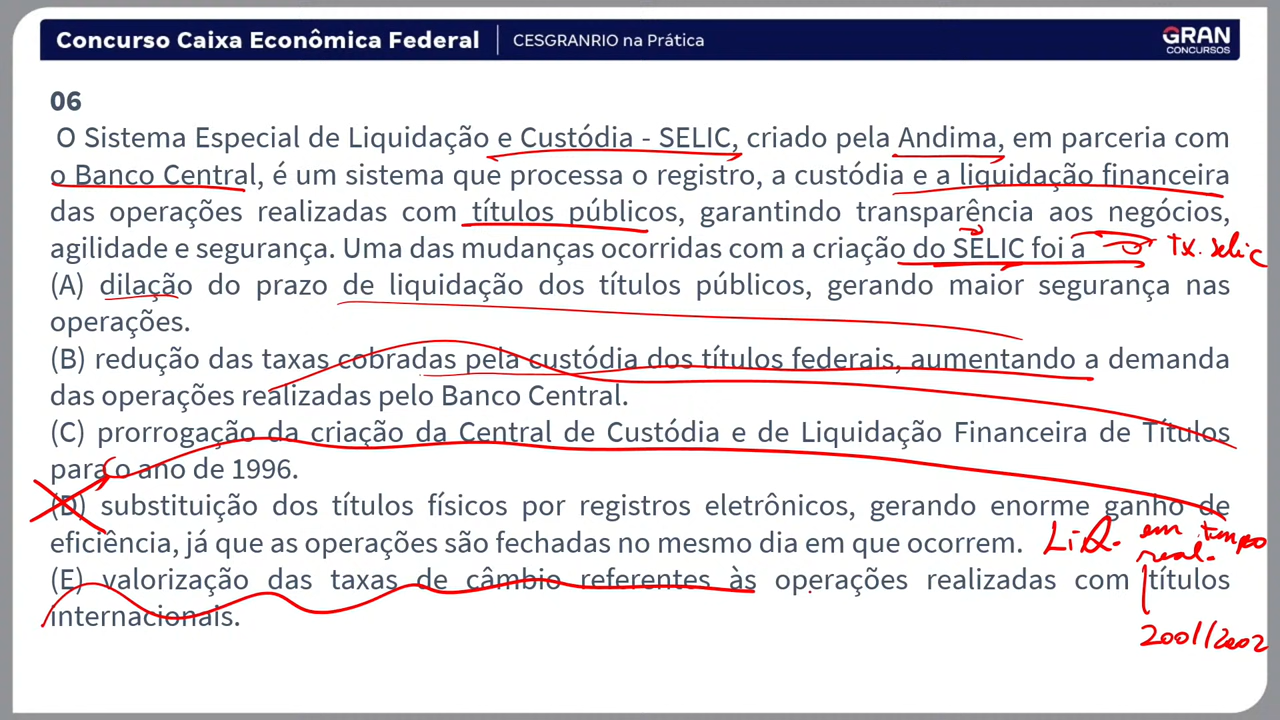 Concurso Caixa Econômica Federal | CESGRANRIO na Prática
GRAN
CONCURSOS
06
O Sistema Especial de Liquidação e Custódia - SELIC, criado pela Andima, em parceria com
o Banco Central, é um sistema que processa o registro, a custódia e a liquidação financeira
das operações realizadas com títulos públicos, garantindo transparência aos negócios,
agilidade e segurança. Uma das mudanças ocorridas com a criação do SELIC foi a
tx. selic
(A) dilação do prazo de liquidação dos títulos públicos, gerando maior segurança nas
operações.
(B) redução das taxas cobradas pela custódia dos títulos federais, aumentando a demanda
das operações realizadas pelo Banco Central.
(C) prorrogação da criação da Central de Custódia e de Liquidação Financeira de Títulos
para o ano de 1996.
(D) substituição dos títulos físicos por registros eletrônicos, gerando enorme ganho de
eficiência, já que as operações são fechadas no mesmo dia em que ocorrem.
LiQ. em tempo
real.
(E) valorização das taxas de câmbio referentes às operações realizadas com títulos
internacionais.
2001/2002